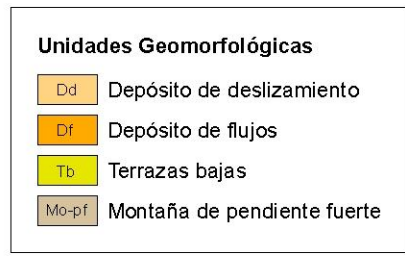 Unidades Geomorfológicas
Dd Depósito de deslizamiento
Df Depósito de flujos
Tb Terrazas bajas
Mo-pf Montaña de pendiente fuerte